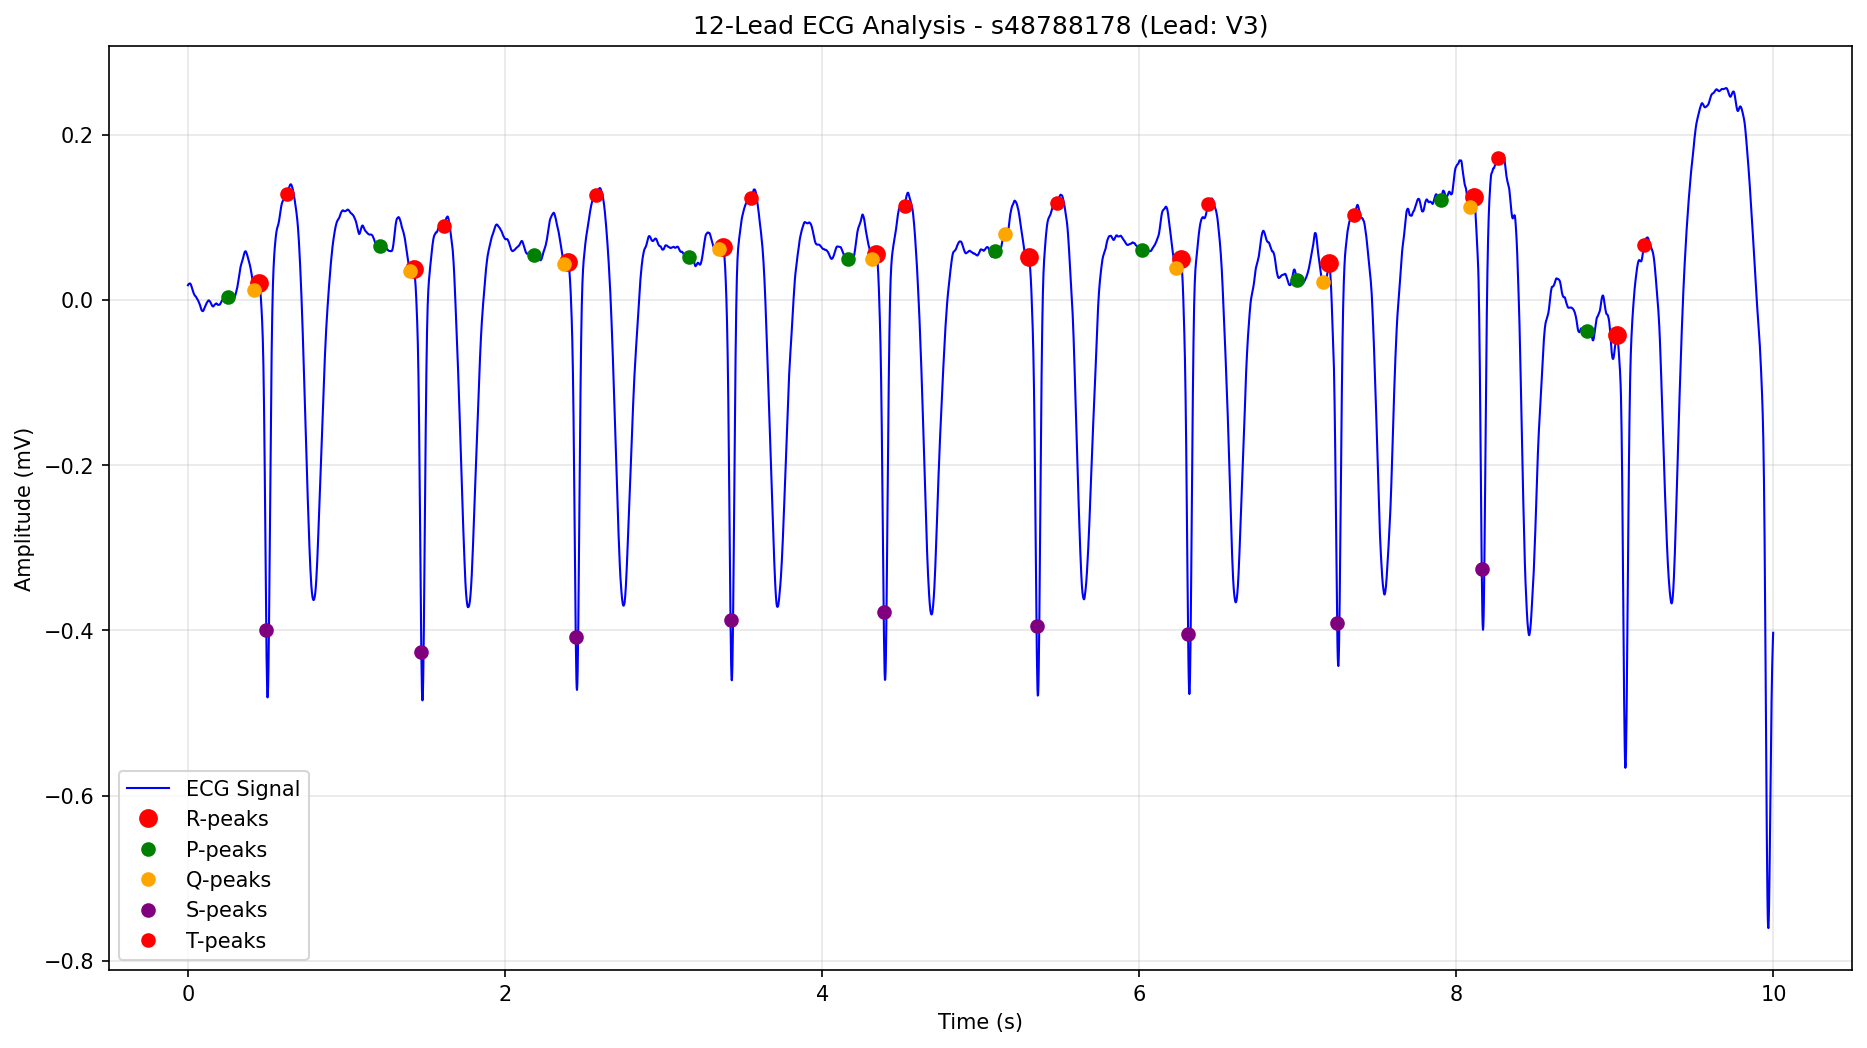 12-Lead ECG Analysis - s48788178 (Lead: V3)
Amplitude (mV)
0.2
0.0
−0.2
−0.4
−0.6
−0.8
ECG Signal
R-peaks
P-peaks
Q-peaks
S-peaks
T-peaks
0 2 4 6 8 10
Time (s)